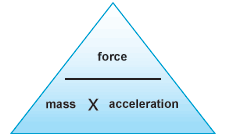 force
mass X acceleration